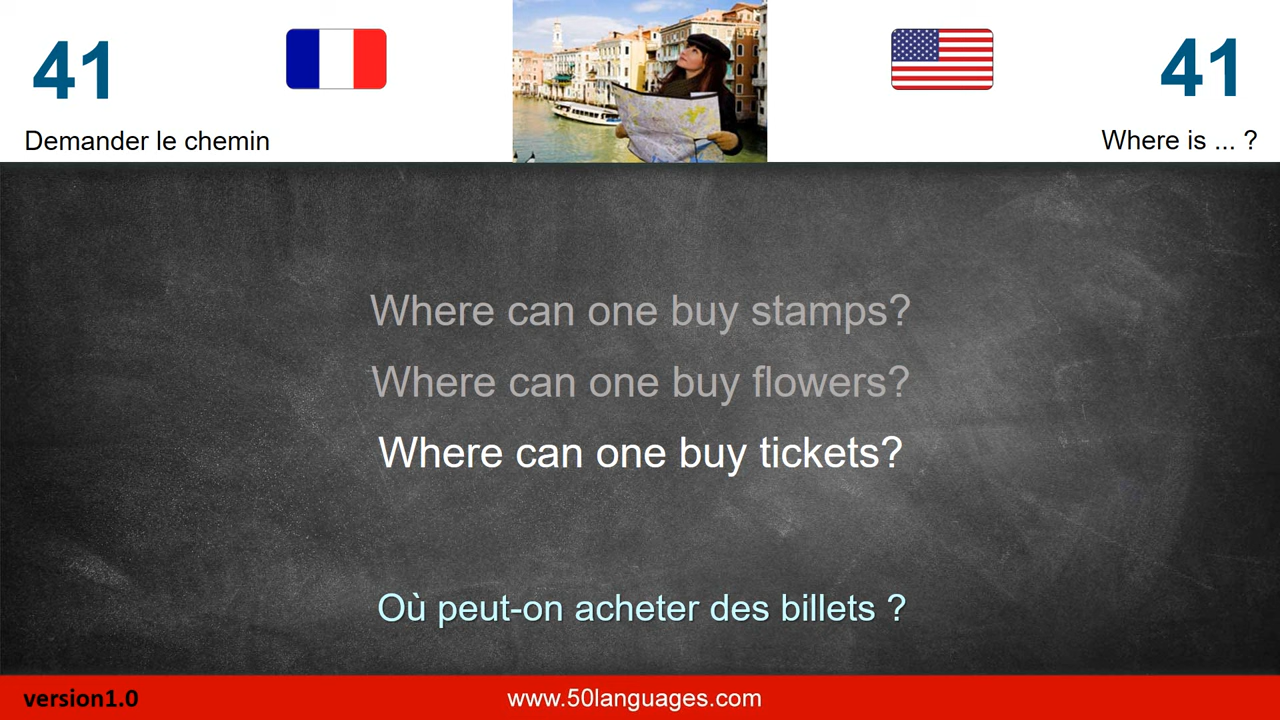 41
41
Demander le chemin
Where is ... ?
Where can one buy stamps?
Where can one buy flowers?
Where can one buy tickets?
Où peut-on acheter des billets ?
version1.0
www.50languages.com